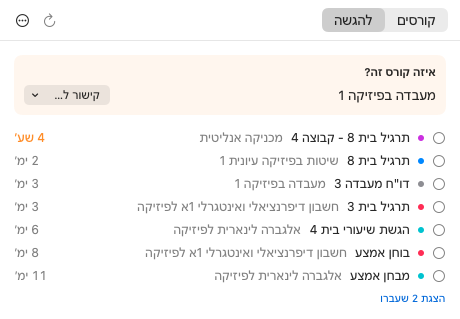 קורסים להגשה
איזה קורס זה?
מעבדה בפיזיקה 1 קישור ל...
תרגיל בית 8 - קבוצה 4 מכניקה אנליטית 4 שע׳
תרגיל בית 8 שיטות בפיזיקה עיונית 1 2 ימ׳
דו"ח מעבדה 3 מעבדה בפיזיקה 1 3 ימ׳
תרגיל בית 3 חשבון דיפרנציאלי ואינטגרלי 1א לפיזיקה 3 ימ׳
הגשת שיעורי בית 4 אלגברה לינארית לפיזיקה 6 ימ׳
בוחן אמצע חשבון דיפרנציאלי ואינטגרלי 1א לפיזיקה 8 ימ׳
מבחן אמצע אלגברה לינארית לפיזיקה 11 ימ׳
הצגת 2 שעברו